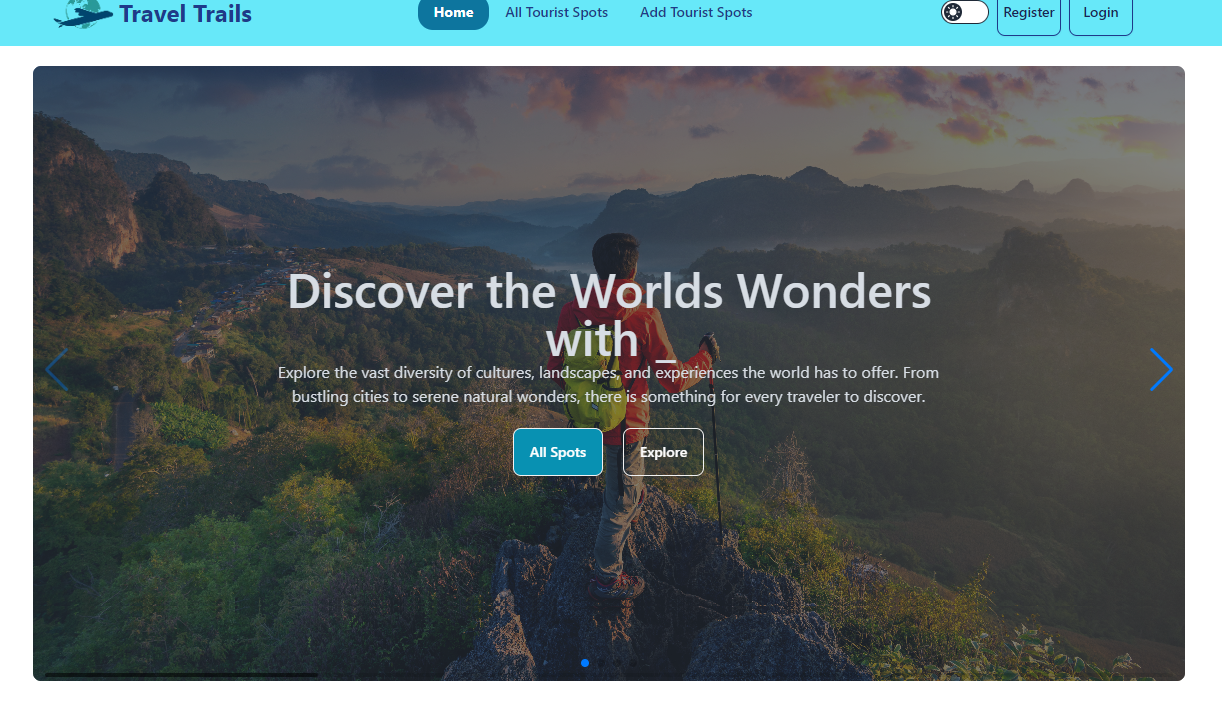 Travel Trails
Home
All Tourist Spots
Add Tourist Spots
Register
Login
Discover the Worlds Wonders
with _
Explore the vast diversity of cultures, landscapes, and experiences the world has to offer. From
bustling cities to serene natural wonders, there is something for every traveler to discover.
All Spots
Explore